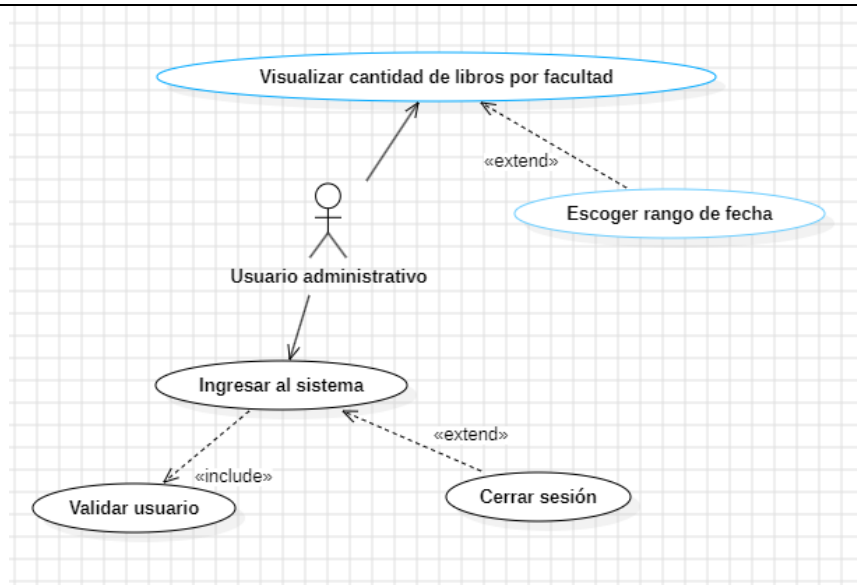 Visualizar cantidad de libros por facultad
«extend»
Escoger rango de fecha
Usuario administrativo
Ingresar al sistema
«extend»
«include»
Cerrar sesión
Validar usuario